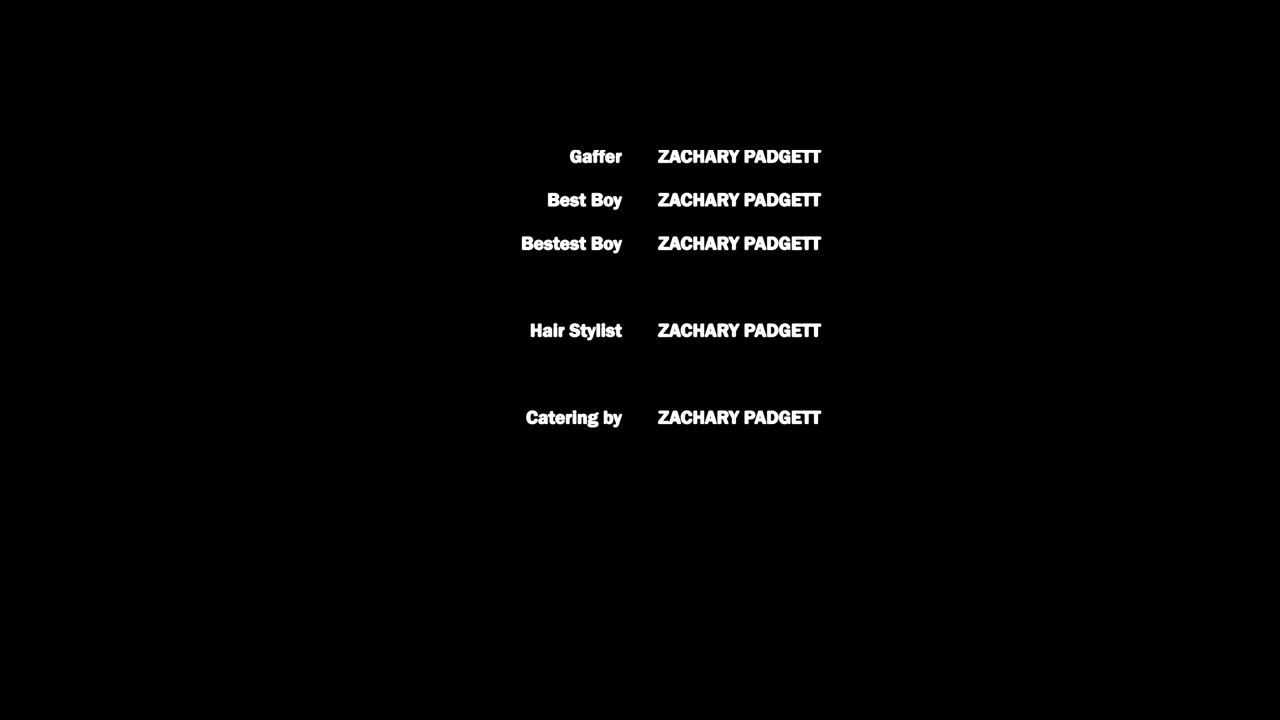 Gaffer ZACHARY PADGETT
Best Boy ZACHARY PADGETT
Bestest Boy ZACHARY PADGETT
Hair Stylist ZACHARY PADGETT
Catering by ZACHARY PADGETT